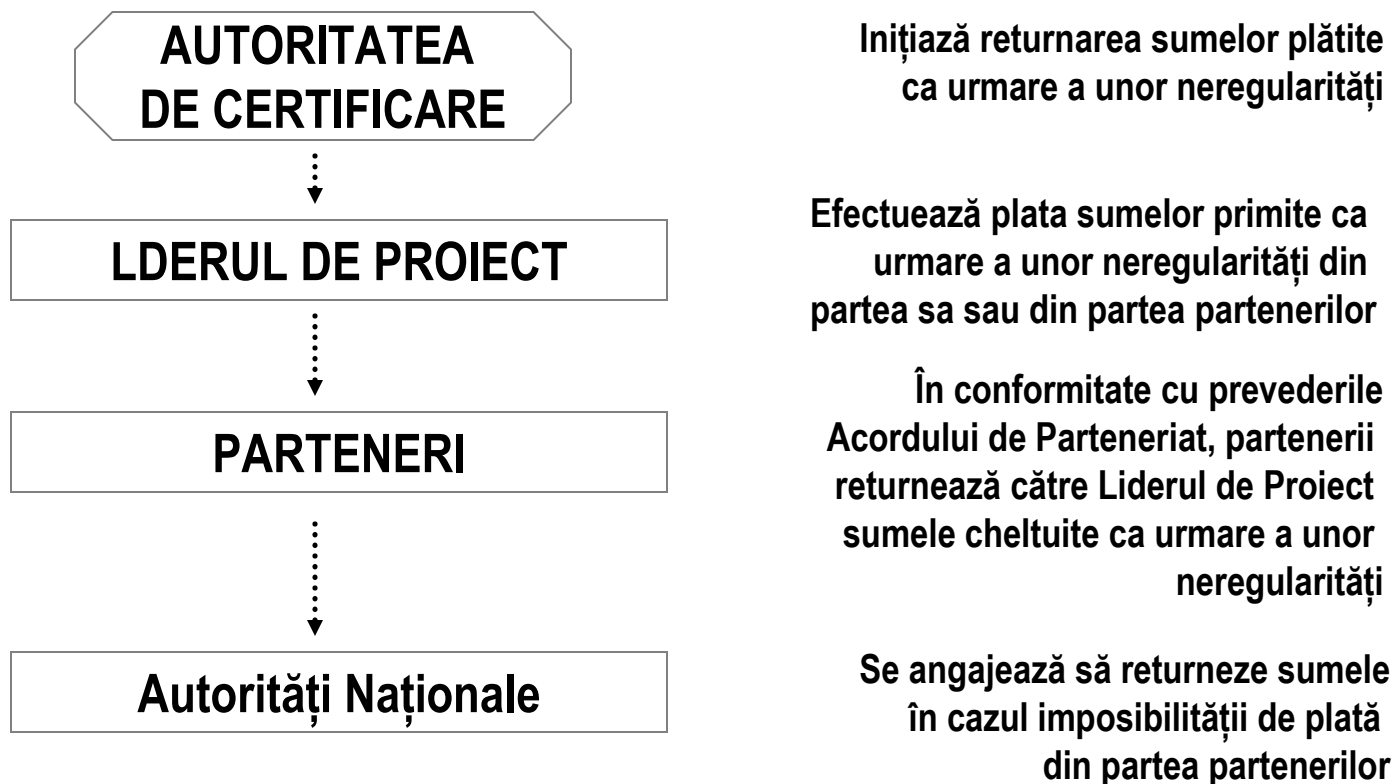 AUTORITATEA
DE CERTIFICARE
Inițiază returnarea sumelor plătite
ca urmare a unor neregularități
LDERUL DE PROIECT
Efectuează plata sumelor primite ca
urmare a unor neregularități din
partea sa sau din partea partenerilor
PARTENERI
În conformitate cu prevederile
Acordului de Parteneriat, partenerii
returnează către Liderul de Proiect
sumele cheltuite ca urmare a unor
neregularități
Autorități Naționale
Se angajează să returneze sumele
în cazul imposibilității de plată
din partea partenerilor